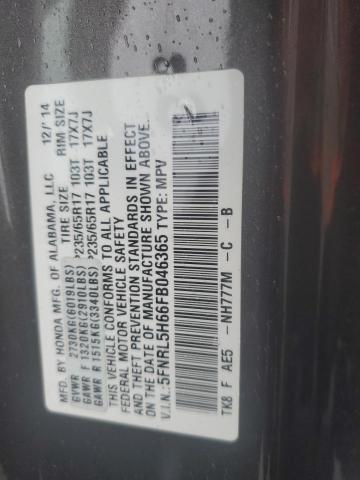 MFD. BY HONDA MFG. OF ALABAMA, LLC 12/'14
GVWR 2730KG(6019LBS) TIRE SIZE RIM SIZE
GAWR F 1320KG(2910LBS) P235/65R17 103T 17X7J
GAWR R 1515KG(3340LBS) P235/65R17 103T 17X7J
THIS VEHICLE CONFORMS TO ALL APPLICABLE
FEDERAL MOTOR VEHICLE SAFETY
AND THEFT PREVENTION STANDARDS IN EFFECT
ON THE DATE OF MANUFACTURE SHOWN ABOVE.
V.I.N.:5FNRL5H66FB046365 TYPE: MPV
TK8 F AE5 -NH777M -C -B